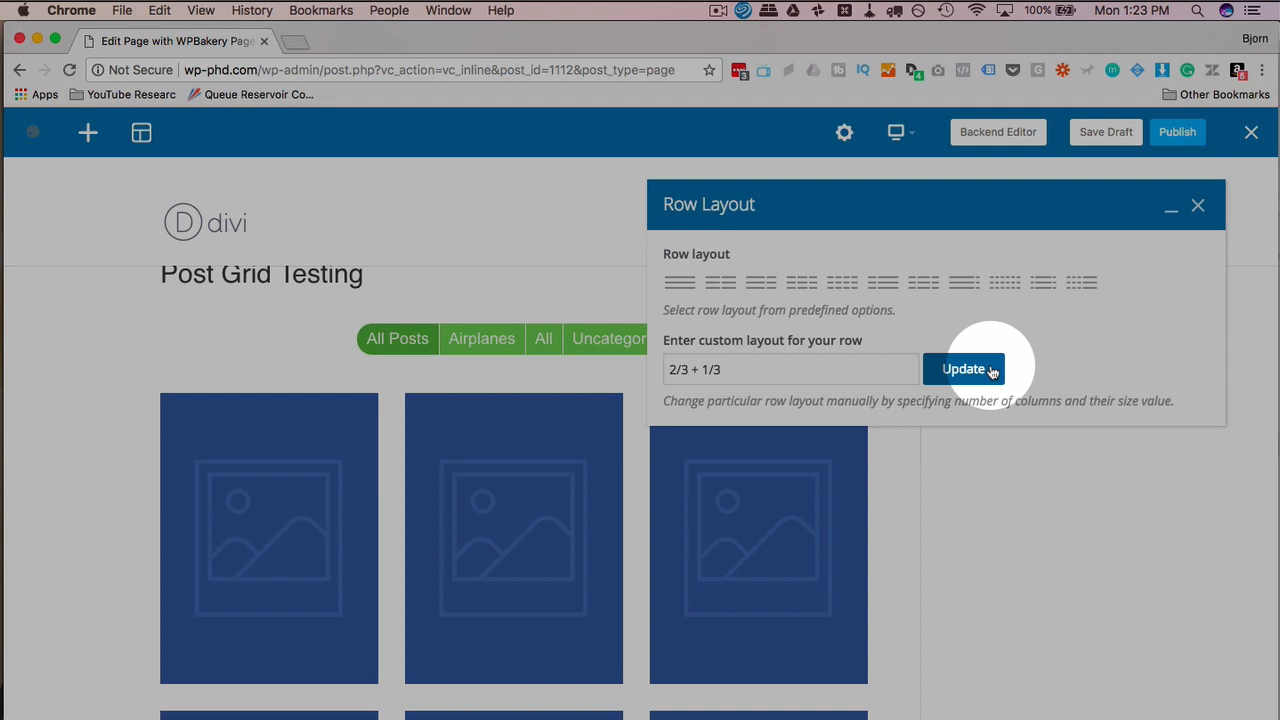 Chrome File Edit View History Bookmarks People Window Help 100% Mon 1:23 PM
Edit Page with WPBakery Page
Bjorn
Not Secure wp-phd.com/wp-admin/post.php?vc_action=vc_inline&post_id=1112&post_type=page
Apps YouTube Researc Queue Reservoir Co... Other Bookmarks
Backend Editor Save Draft Publish
Row Layout
D divi
Row layout
Post Grid Testing
Select row layout from predefined options.
All Posts Airplanes All Uncategor
Enter custom layout for your row
2/3 + 1/3 Update
Change particular row layout manually by specifying number of columns and their size value.